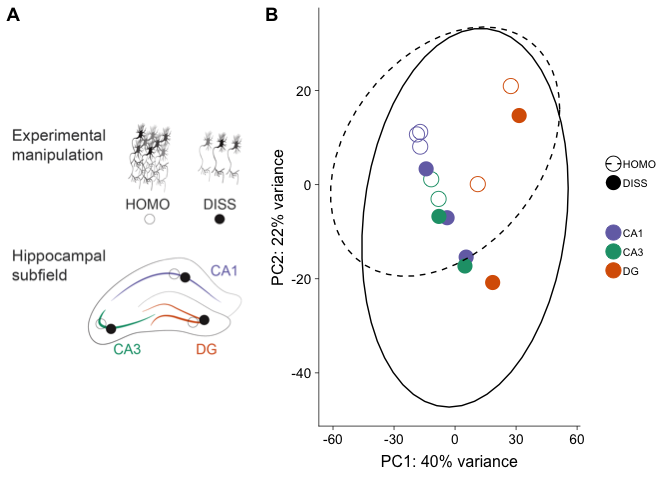 A
Experimental
manipulation
HOMO
DISS
Hippocampal
subfield
CA1
CA3
DG
B
PC2: 22% variance
20
0
-20
-40
-60
-30
0
30
60
PC1: 40% variance
HOMO
DISS
CA1
CA3
DG